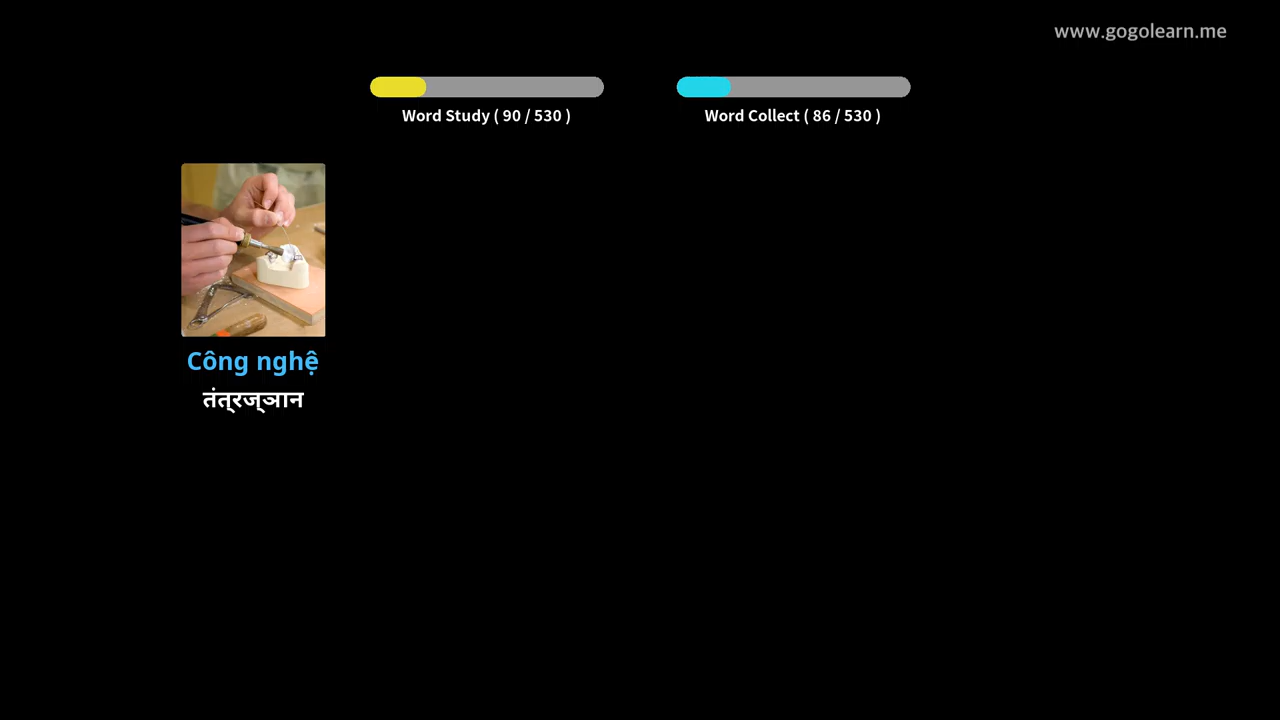 www.gogolearn.me
Word Study ( 90 / 530 )
Word Collect ( 86 / 530 )
Công nghệ
तंत्रज्ञान